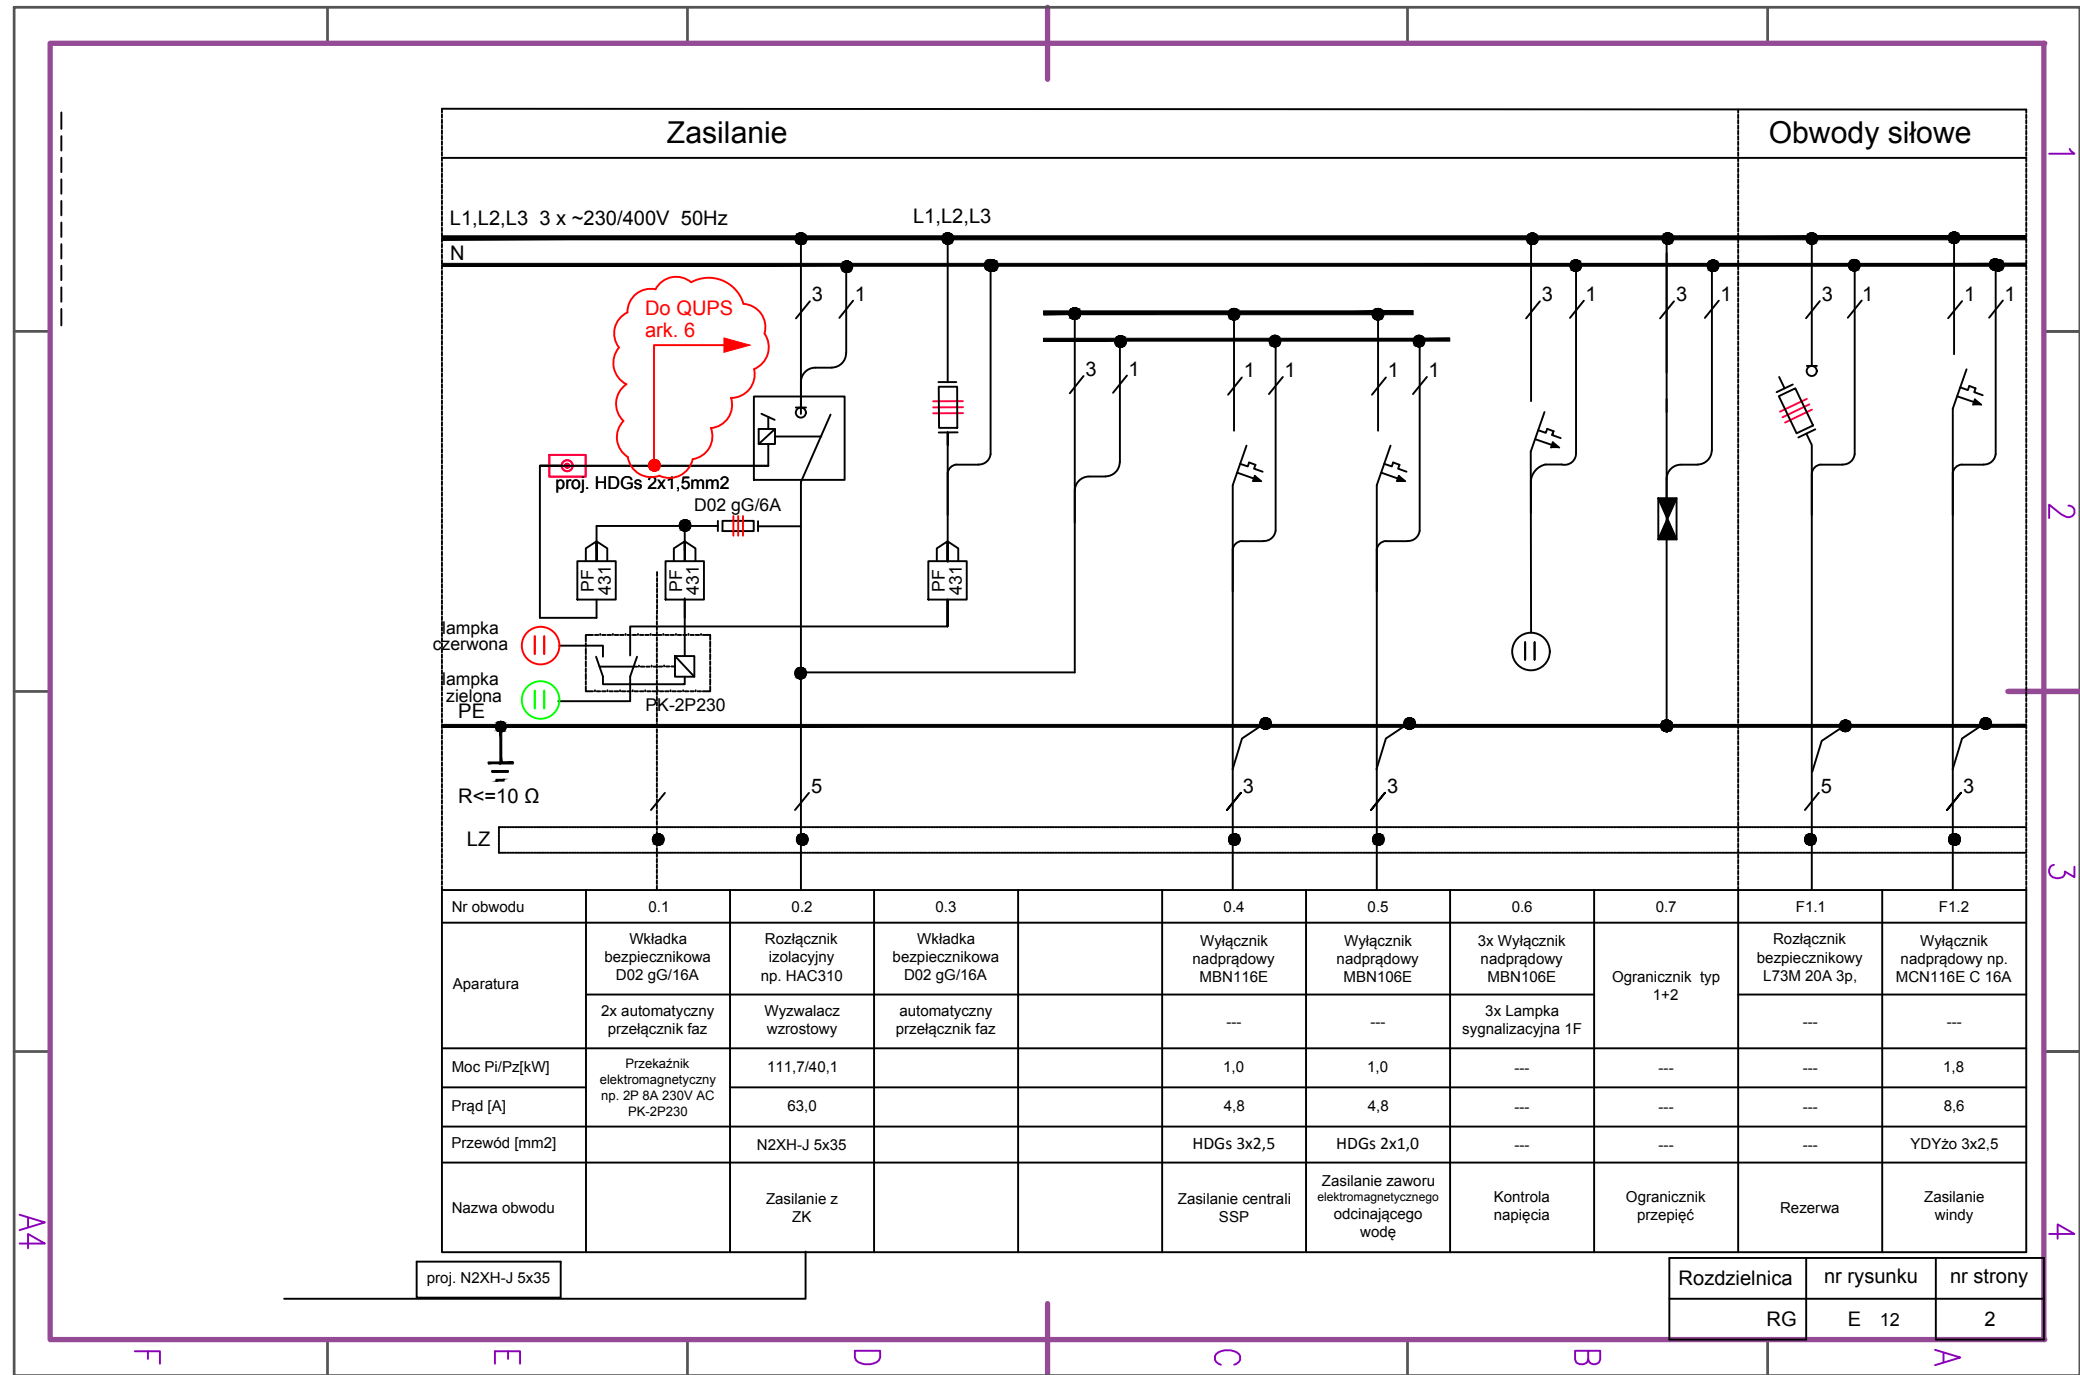 Zasilanie
Obwody siłowe
L1,L2,L3 3 x ~230/400V 50Hz
L1,L2,L3
N
Do QUPS
ark. 6
3
1
3
1
3
1
3
1
1
1
3
1
1
1
1
1
proj. HDGs 2x1,5mm2
D02 gG/6A
PF
431
PF
431
PF
431
lampka
czerwona
lampka
zielona
PK-2P230
PE
R<=10 Ω
5
3
3
5
3
LZ
Nr obwodu
0.1
0.2
0.3
0.4
0.5
0.6
0.7
F1.1
F1.2
Aparatura
Wkładka
bezpiecznikowa
D02 gG/16A
Rozłącznik
izolacyjny
np. HAC310
Wkładka
bezpiecznikowa
D02 gG/16A
Wyłącznik
nadprądowy
MBN116E
Wyłącznik
nadprądowy
MBN106E
3x Wyłącznik
nadprądowy
MBN106E
Ogranicznik typ
1+2
Rozłącznik
bezpiecznikowy
L73M 20A 3p,
Wyłącznik
nadprądowy np.
MCN116E C 16A
2x automatyczny
przełącznik faz
Wyzwalacz
wzrostowy
automatyczny
przełącznik faz
---
---
3x Lampka
sygnalizacyjna 1F
---
---
Moc Pi/Pz[kW]
Przekaźnik
elektromagnetyczny
np. 2P 8A 230V AC
PK-2P230
111,7/40,1
1,0
1,0
---
---
---
1,8
Prąd [A]
63,0
4,8
4,8
---
---
---
8,6
Przewód [mm2]
N2XH-J 5x35
HDGs 3x2,5
HDGs 2x1,0
---
---
---
YDYżo 3x2,5
Nazwa obwodu
Zasilanie z
ZK
Zasilanie centrali
SSP
Zasilanie zaworu
elektromagnetycznego
odcinającego
wodę
Kontrola
napięcia
Ogranicznik
przepięć
Rezerwa
Zasilanie
windy
proj. N2XH-J 5x35
Rozdzielnica
nr rysunku
nr strony
RG
E 12
2
1
2
3
4
A4
F
E
D
C
B
A